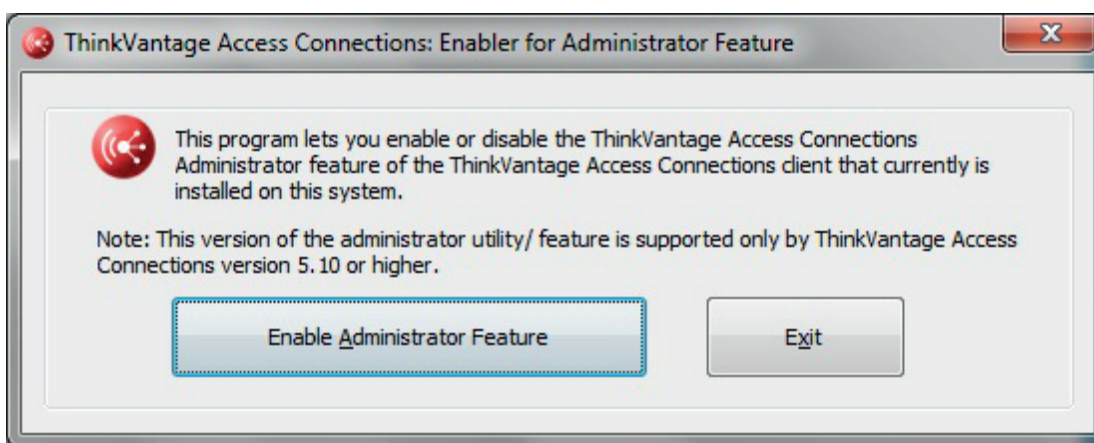 ThinkVantage Access Connections: Enabler for Administrator Feature
This program lets you enable or disable the ThinkVantage Access Connections
Administrator feature of the ThinkVantage Access Connections client that currently is
installed on this system.
Note: This version of the administrator utility/ feature is supported only by ThinkVantage Access
Connections version 5.10 or higher.
Enable Administrator Feature
Exit